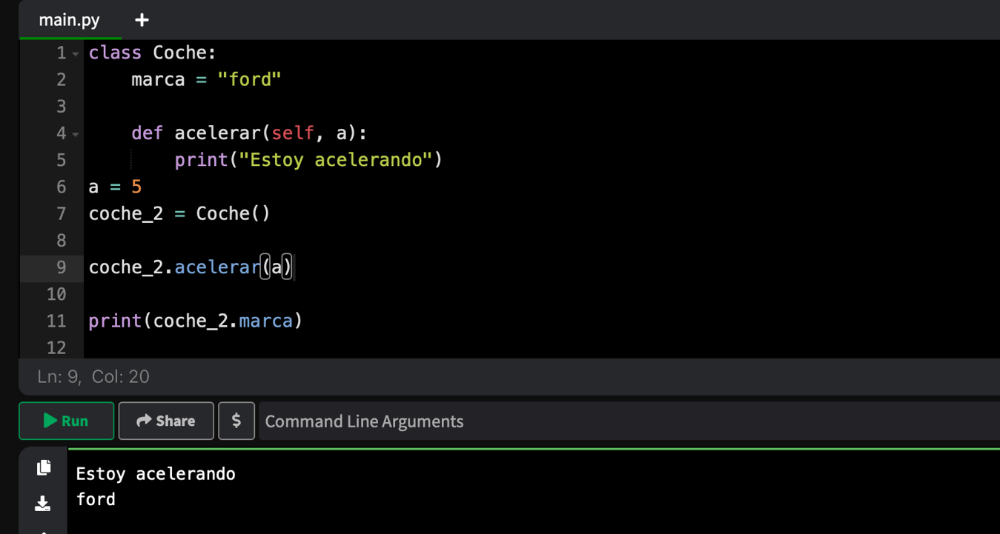 main.py +
1 class Coche:
2     marca = "ford"
3
4     def acelerar(self, a):
5         print("Estoy acelerando")
6 a = 5
7 coche_2 = Coche()
8
9 coche_2.acelerar(a)
10
11 print(coche_2.marca)
12
Ln: 9, Col: 20
Run Share $ Command Line Arguments
Estoy acelerando
ford